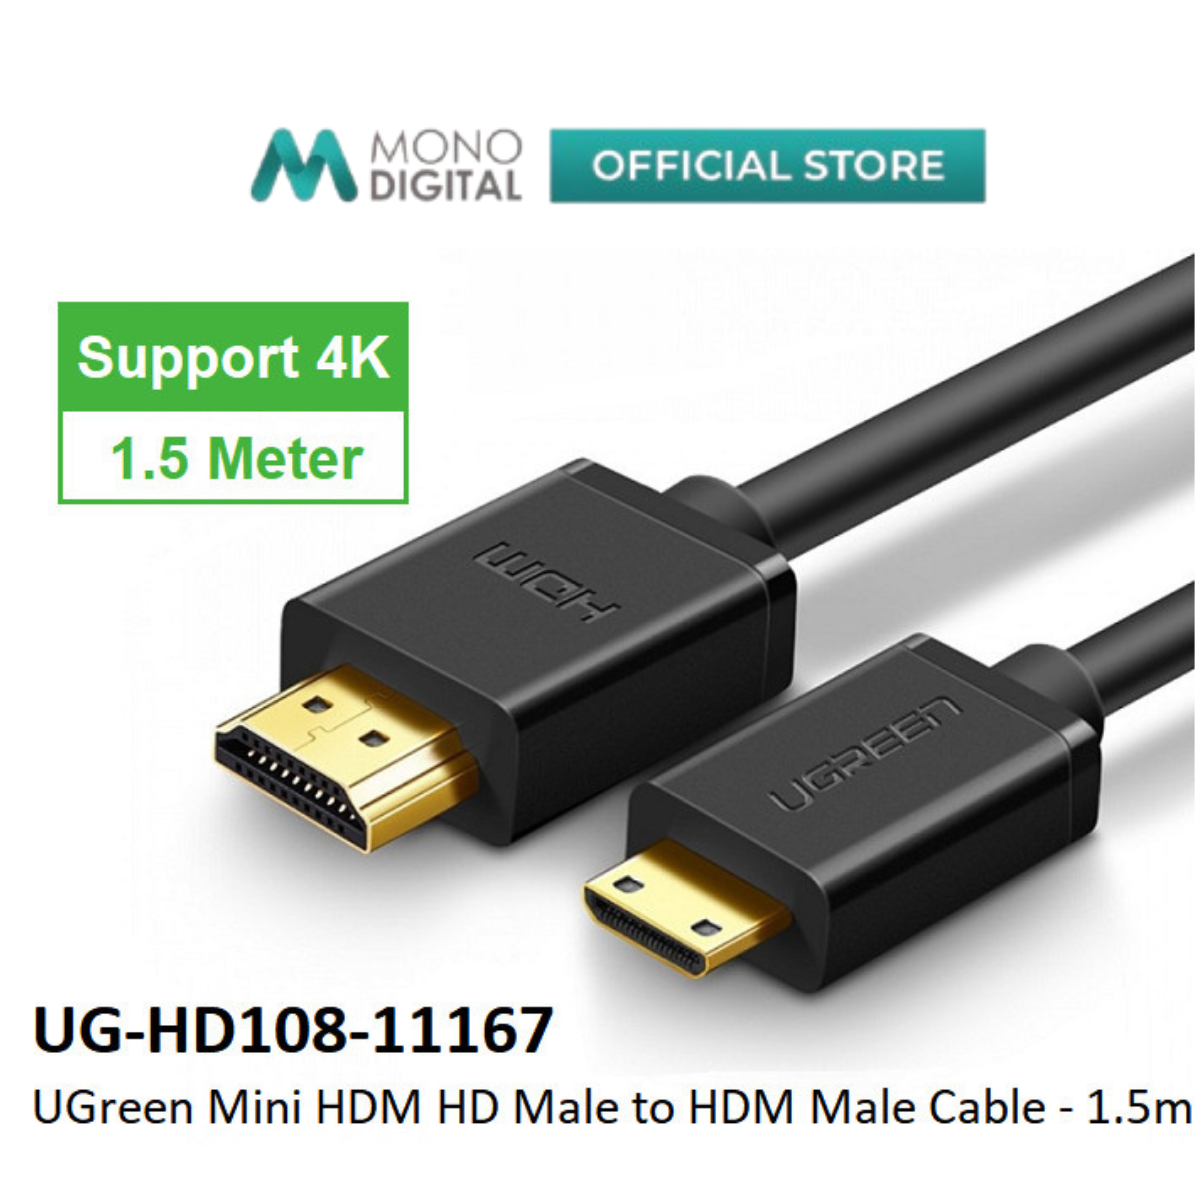 MONO
DIGITAL
OFFICIAL STORE
Support 4K
1.5 Meter
HDM
UGREEN
UG-HD108-11167
UGreen Mini HDM HD Male to HDM Male Cable - 1.5m